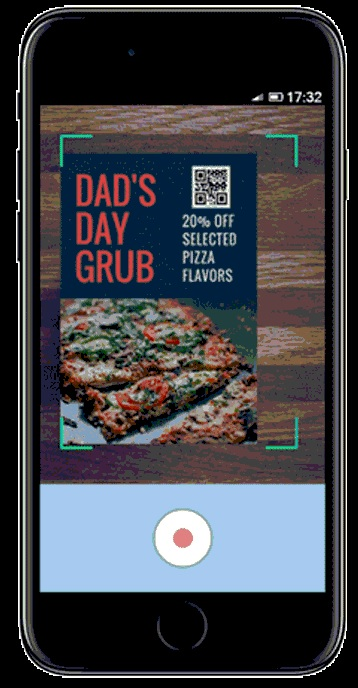 17:32
DAD'S
DAY
GRUB
20% OFF
SELECTED
PIZZA
FLAVORS